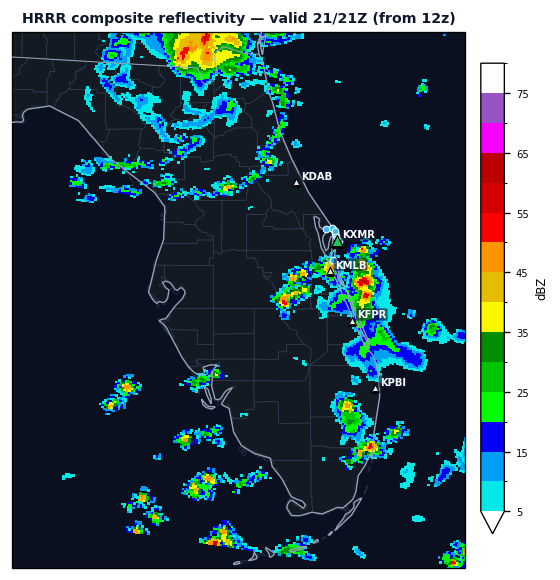 HRRR composite reflectivity — valid 21/21Z (from 12z)
KDAB
KXMR
KMLB
KFPR
KPBI
75
65
55
45
35
25
15
5
dBZ